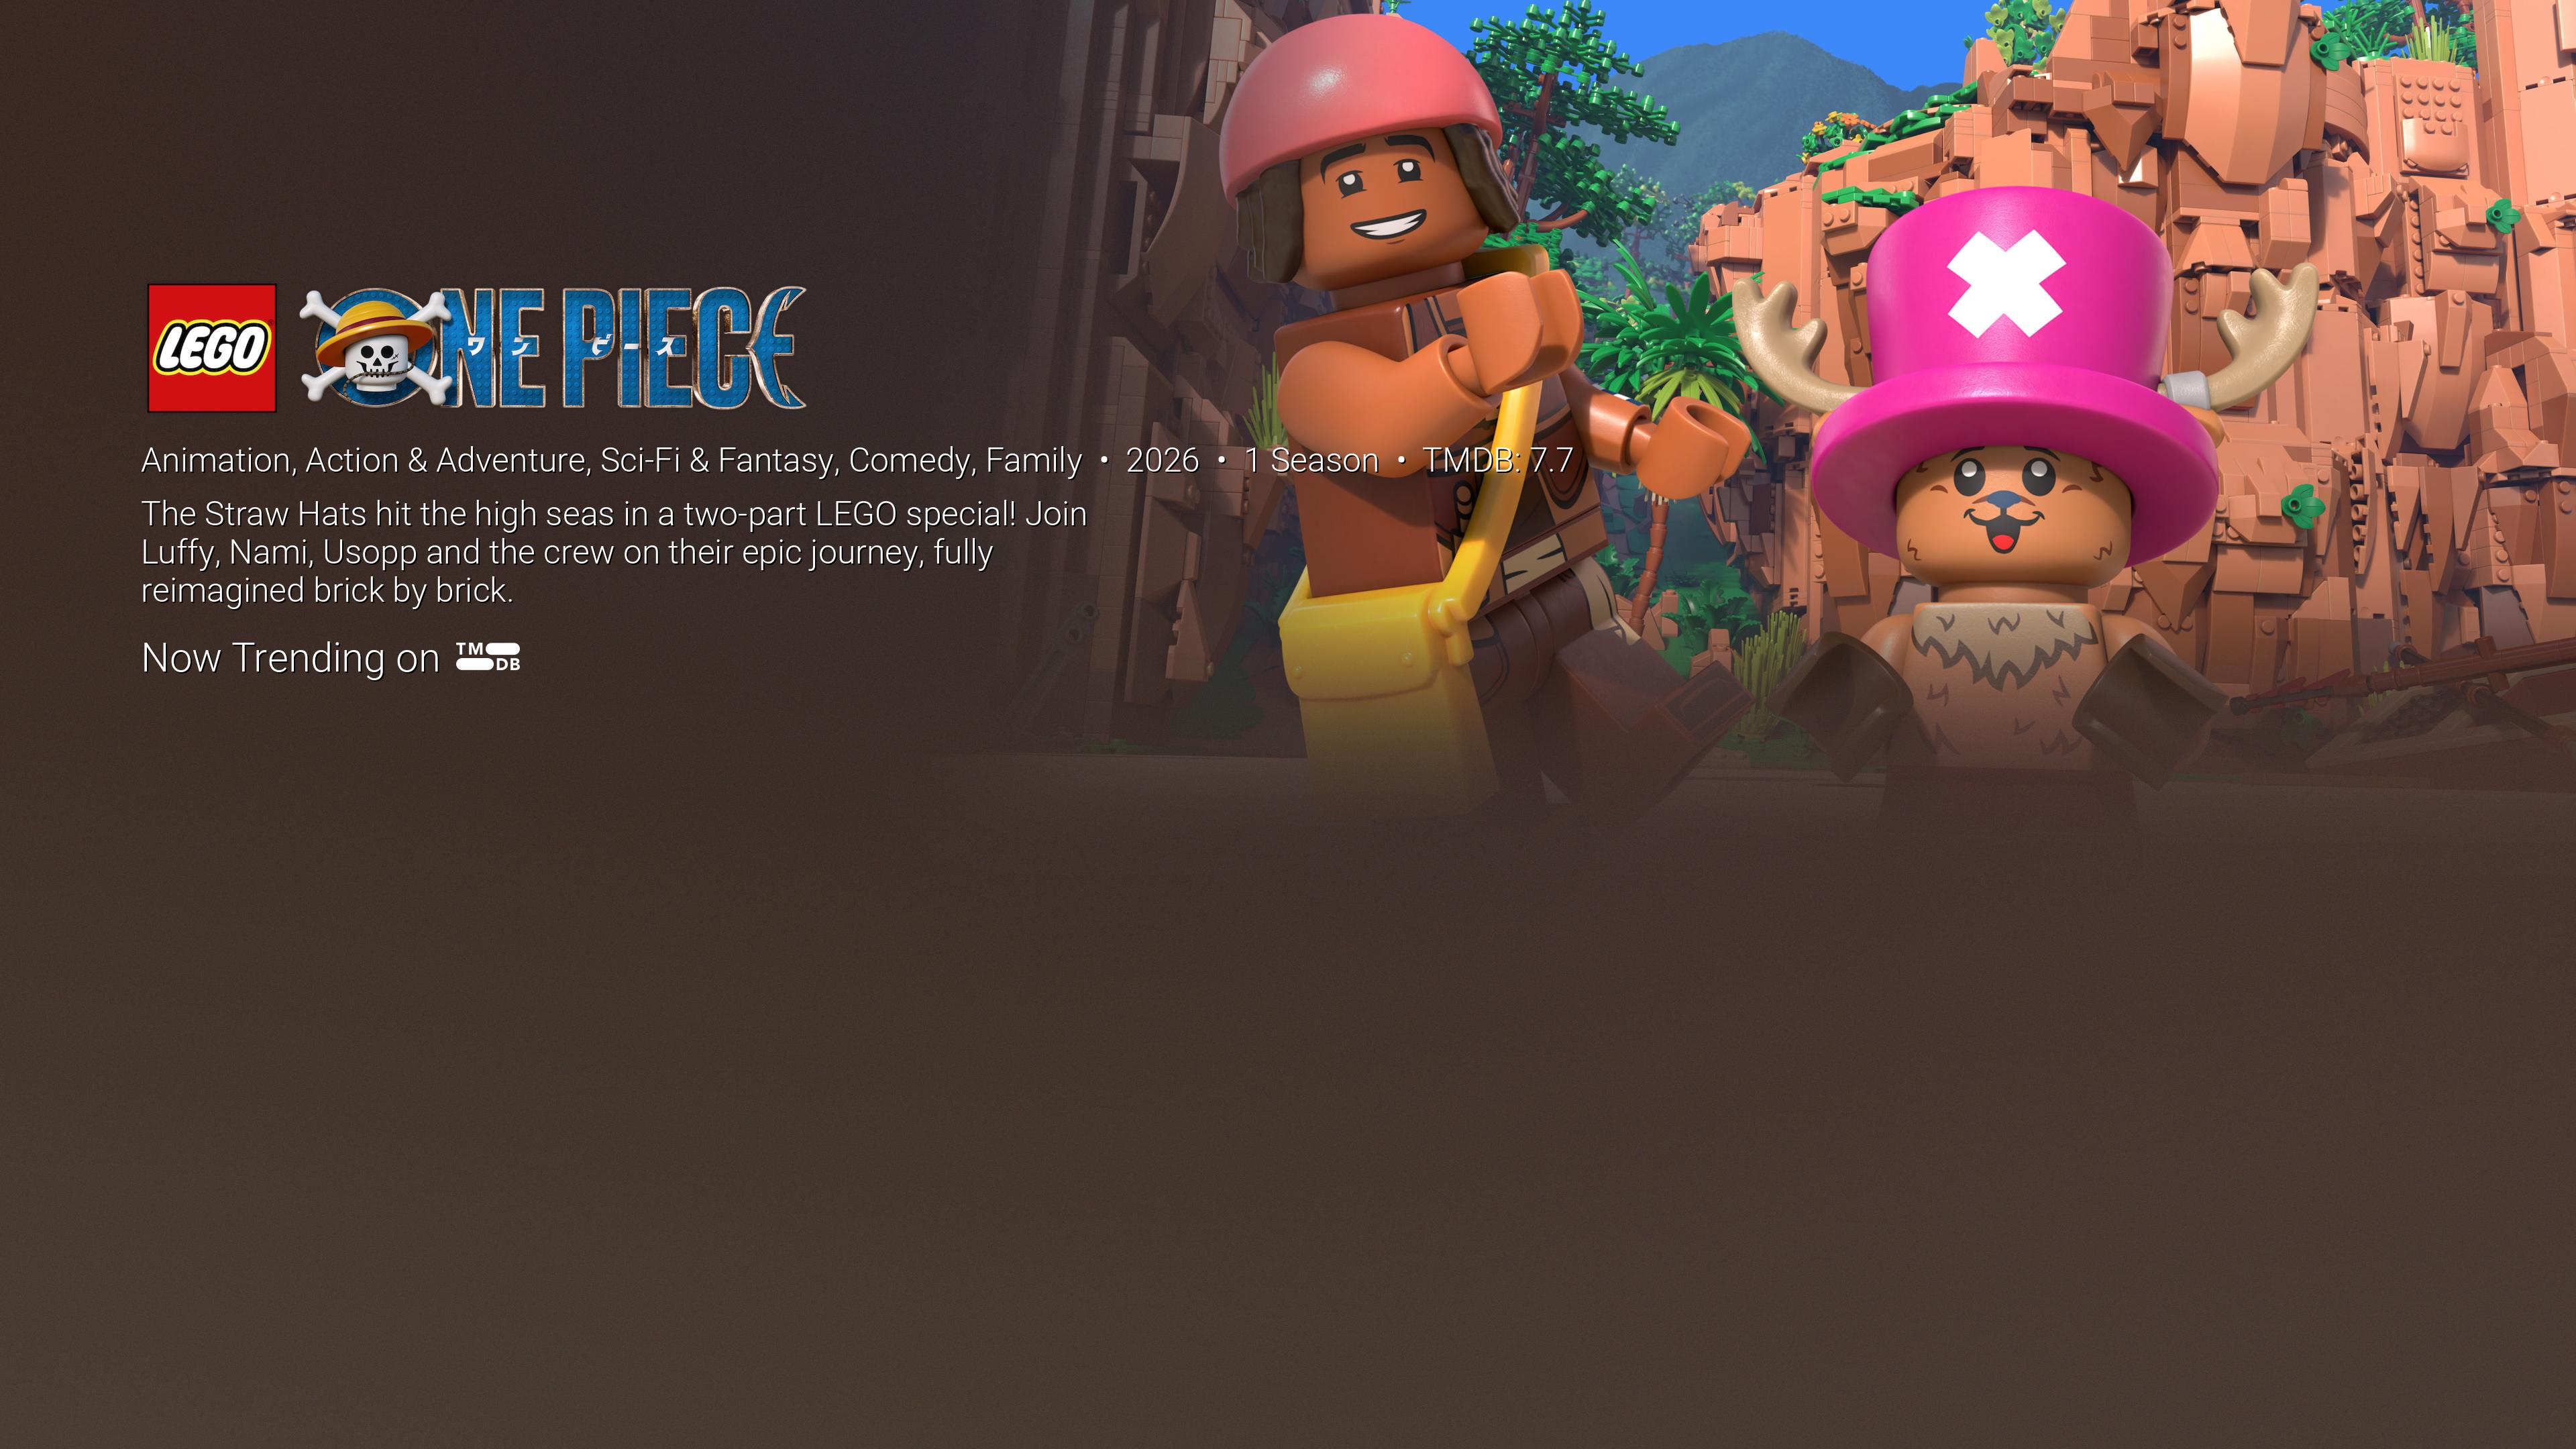 LEGO ONE PIECE
ワンピース
Animation, Action & Adventure, Sci-Fi & Fantasy, Comedy, Family • 2026 • 1 Season • TMDB: 7.7
The Straw Hats hit the high seas in a two-part LEGO special! Join
Luffy, Nami, Usopp and the crew on their epic journey, fully
reimagined brick by brick.
Now Trending on TMDB